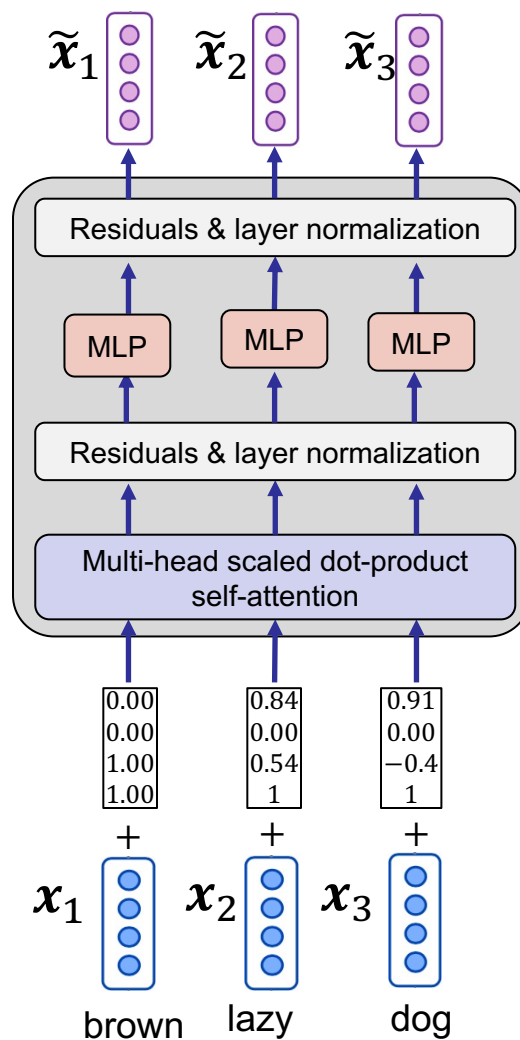 x̃₁ x̃₂ x̃₃
Residuals & layer normalization
MLP MLP MLP
Residuals & layer normalization
Multi-head scaled dot-product
self-attention
0.00 0.84 0.91
0.00 0.00 0.00
1.00 0.54 −0.4
1.00 1 1
+ + +
x₁ x₂ x₃
brown lazy dog